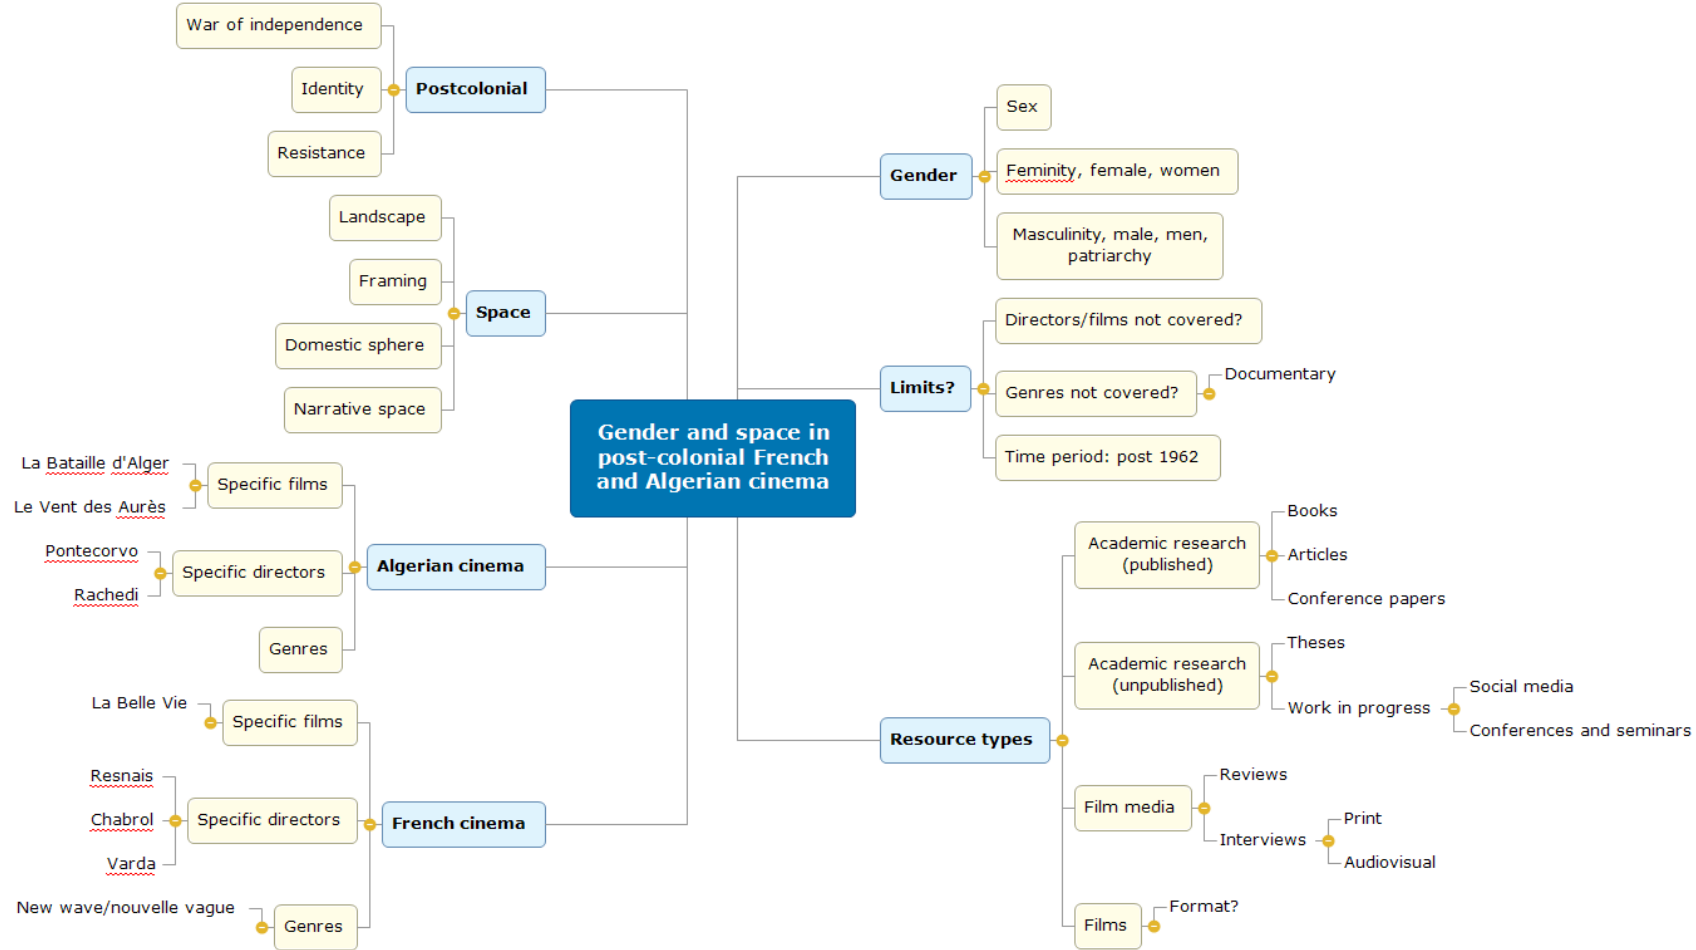 War of independence
Identity
Resistance
Postcolonial
Landscape
Framing
Domestic sphere
Narrative space
Space
La Bataille d'Alger
Le Vent des Aurès
Specific films
Pontecorvo
Rachedi
Specific directors
Genres
Algerian cinema
La Belle Vie
Specific films
Resnais
Chabrol
Varda
Specific directors
New wave/nouvelle vague
Genres
French cinema
Gender and space in
post-colonial French
and Algerian cinema
Gender
Sex
Feminity, female, women
Masculinity, male, men,
patriarchy
Limits?
Directors/films not covered?
Genres not covered?
Documentary
Time period: post 1962
Resource types
Academic research
(published)
Books
Articles
Conference papers
Academic research
(unpublished)
Theses
Work in progress
Social media
Conferences and seminars
Film media
Reviews
Interviews
Print
Audiovisual
Films
Format?